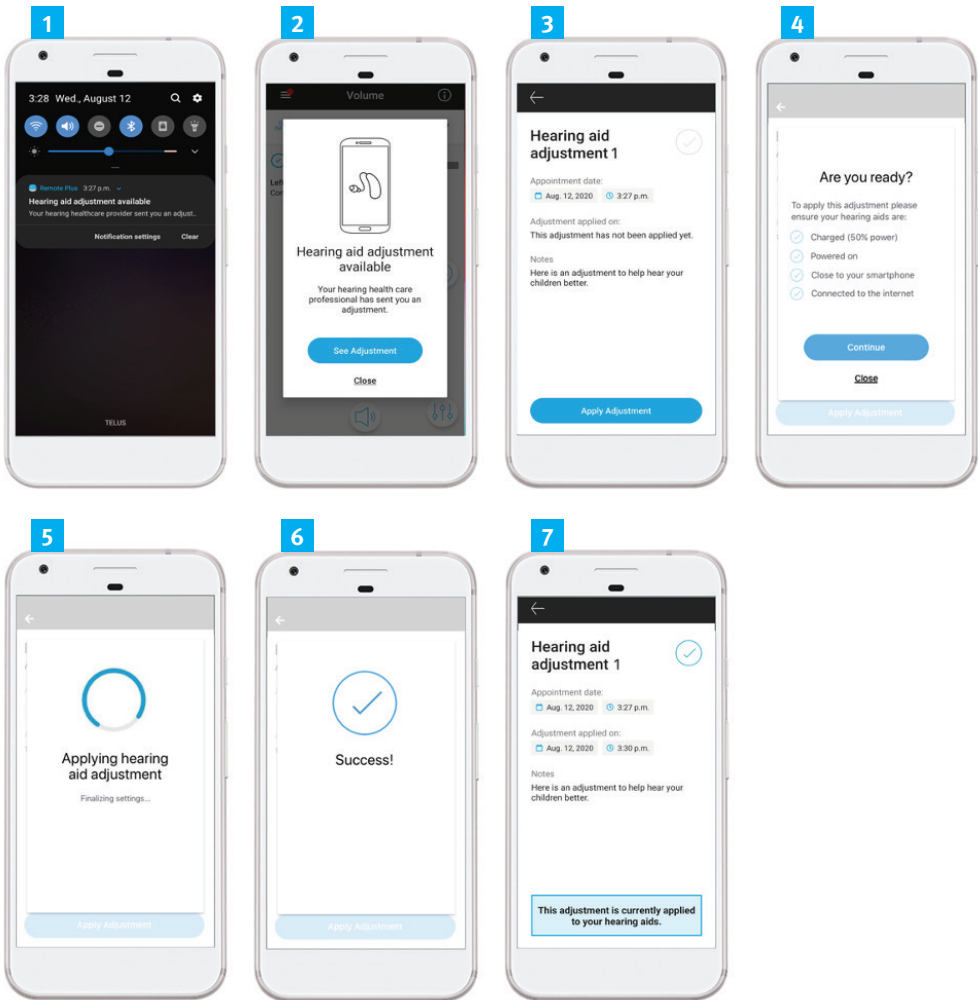 1
3:28 Wed., August 12
Remote Plus 3:27 p.m.
Hearing aid adjustment available
Your hearing healthcare provider sent you an adjust..
Notification settings Clear
TELUS
2
Volume
Left
Hearing aid adjustment
available
Your hearing health care
professional has sent you an
adjustment.
See Adjustment
Close
3
Hearing aid
adjustment 1
Appointment date:
Aug. 12, 2020 3:27 p.m.
Adjustment applied on:
This adjustment has not been applied yet.
Notes
Here is an adjustment to help hear your
children better.
Apply Adjustment
4
Are you ready?
To apply this adjustment please
ensure your hearing aids are:
Charged (50% power)
Powered on
Close to your smartphone
Connected to the internet
Continue
Close
Apply Adjustment
5
Applying hearing
aid adjustment
Finalizing settings...
Apply Adjustment
6
Success!
Apply Adjustment
7
Hearing aid
adjustment 1
Appointment date:
Aug. 12, 2020 3:27 p.m.
Adjustment applied on:
Aug. 12, 2020 3:30 p.m.
Notes
Here is an adjustment to help hear your
children better.
This adjustment is currently applied
to your hearing aids.